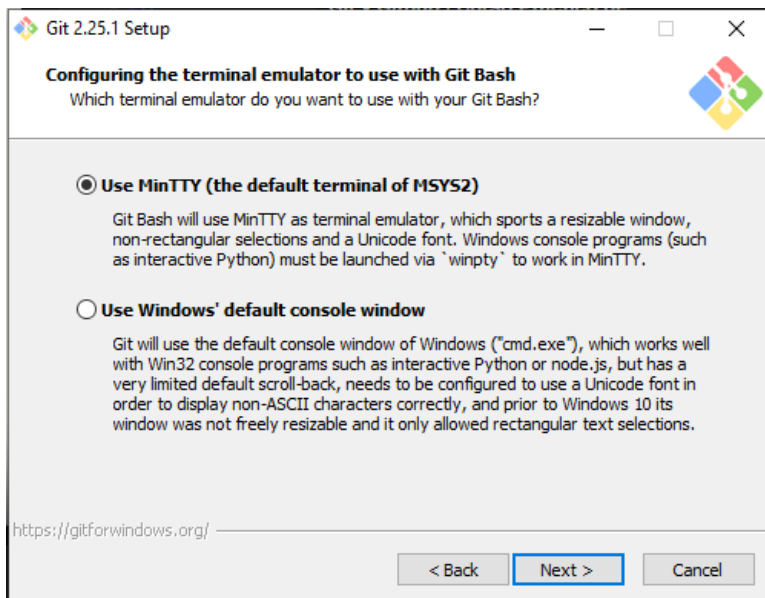 Git 2.25.1 Setup
Configuring the terminal emulator to use with Git Bash
Which terminal emulator do you want to use with your Git Bash?
Use MinTTY (the default terminal of MSYS2)
Git Bash will use MinTTY as terminal emulator, which sports a resizable window,
non-rectangular selections and a Unicode font. Windows console programs (such
as interactive Python) must be launched via `winpty` to work in MinTTY.
Use Windows' default console window
Git will use the default console window of Windows ("cmd.exe"), which works well
with Win32 console programs such as interactive Python or node.js, but has a
very limited default scroll-back, needs to be configured to use a Unicode font in
order to display non-ASCII characters correctly, and prior to Windows 10 its
window was not freely resizable and it only allowed rectangular text selections.
https://gitforwindows.org/
< Back
Next >
Cancel